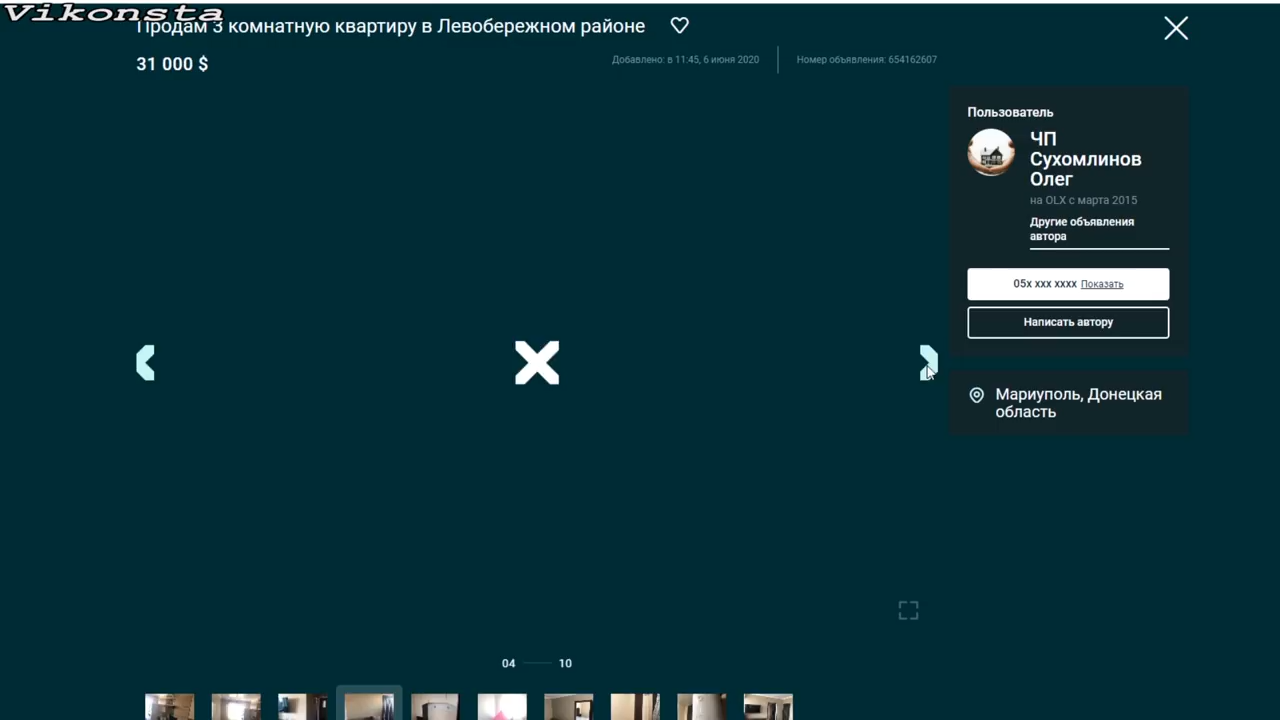 Vikonsta
Продам 3 комнатную квартиру в Левобережном районе
31 000 $
Добавлено: в 11:45, 6 июня 2020
Номер объявления: 654162607
Пользователь
ЧП
Сухомлинов
Олег
на OLX с марта 2015
Другие объявления
автора
05x xxx xxxx Показать
Написать автору
Мариуполь, Донецкая
область
04
10